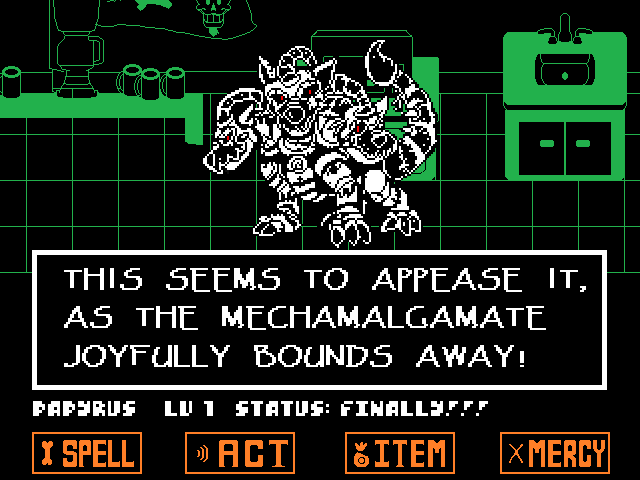 THIS SEEMS TO APPEASE IT,
AS THE MECHAMALGAMATE
JOYFULLY BOUNDS AWAY!
PAPYRUS LV 1 STATUS: FINALLY!!!
SPELL ACT ITEM MERCY